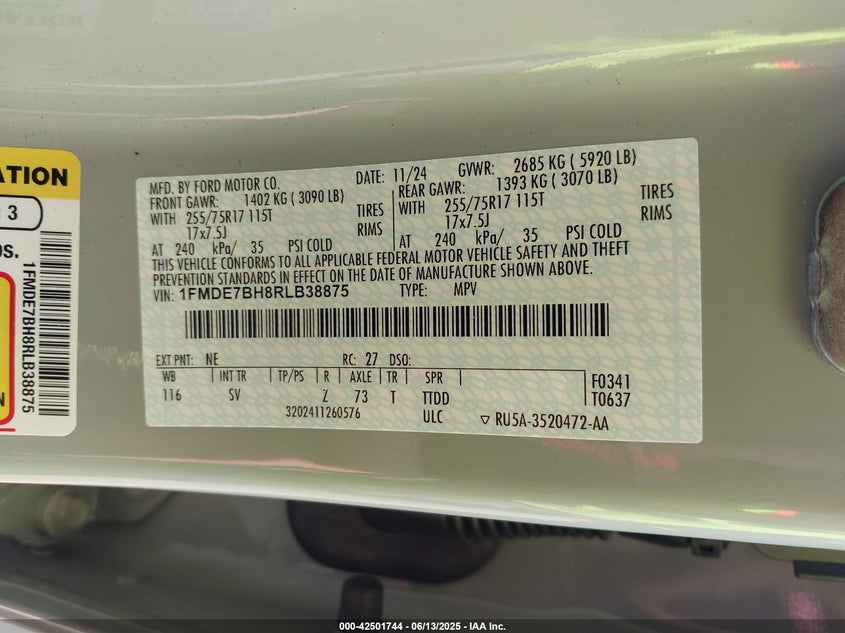 MFD. BY FORD MOTOR CO. DATE: 11/24 GVWR: 2685 KG ( 5920 LB)
FRONT GAWR: 1402 KG ( 3090 LB) REAR GAWR: 1393 KG ( 3070 LB)
WITH 255/75R17 115T TIRES WITH 255/75R17 115T TIRES
17x7.5J RIMS 17x7.5J RIMS
AT 240 kPa/ 35 PSI COLD AT 240 kPa/ 35 PSI COLD
THIS VEHICLE CONFORMS TO ALL APPLICABLE FEDERAL MOTOR VEHICLE SAFETY AND THEFT
PREVENTION STANDARDS IN EFFECT ON THE DATE OF MANUFACTURE SHOWN ABOVE.
VIN: 1FMDE7BH8RLB38875 TYPE: MPV
EXT PNT: NE RC: 27 DSO:
WB INT TR TP/PS R AXLE TR SPR F0341
116 SV Z 73 T TTDD T0637
3202411260576 ULC ▽ RU5A-3520472-AA
ATION
3
1FMDE7BH8RLB38875
000-42501744 | 06/13/2025 - IAA Inc.